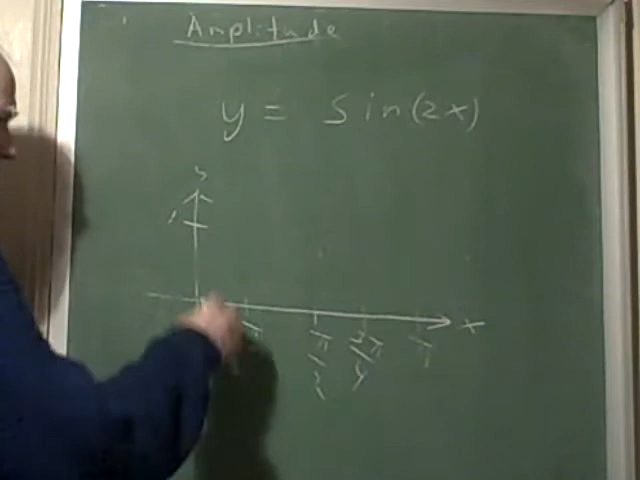 Amplitude
y = sin(2x)
y
1
x
π/2
3π/4
π